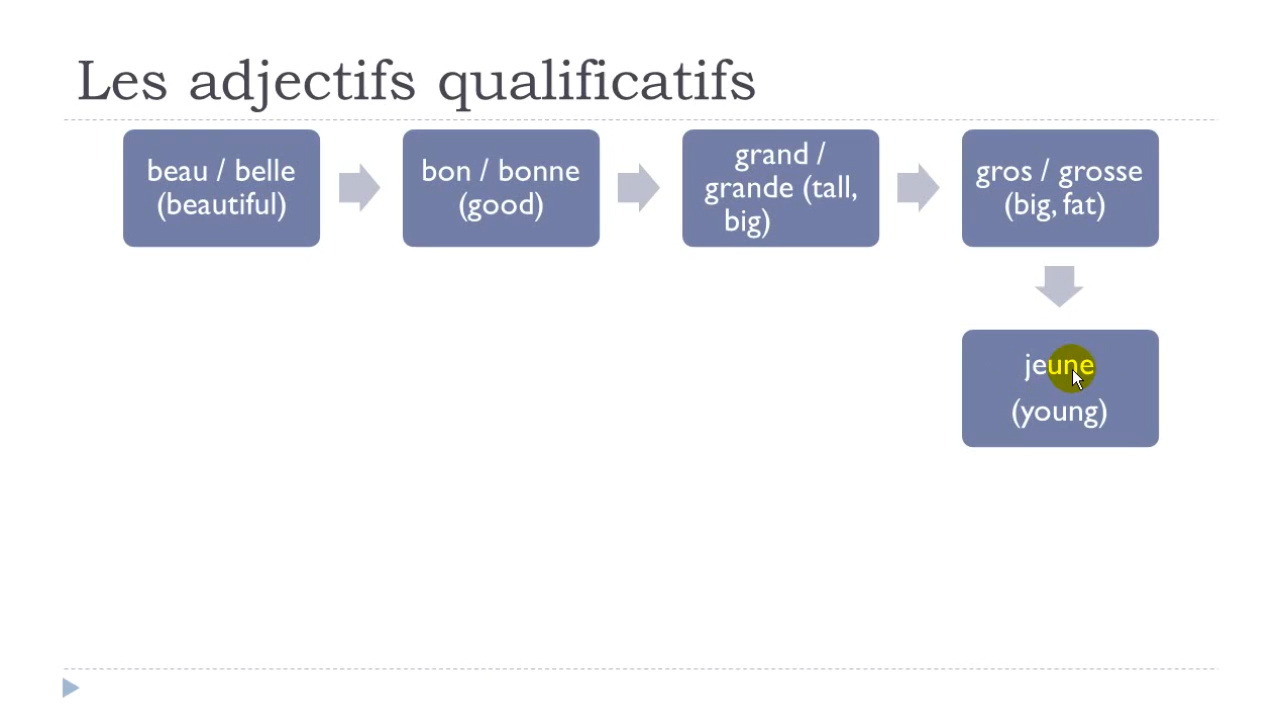 Les adjectifs qualificatifs
beau / belle
(beautiful)
bon / bonne
(good)
grand /
grande (tall,
big)
gros / grosse
(big, fat)
jeune
(young)